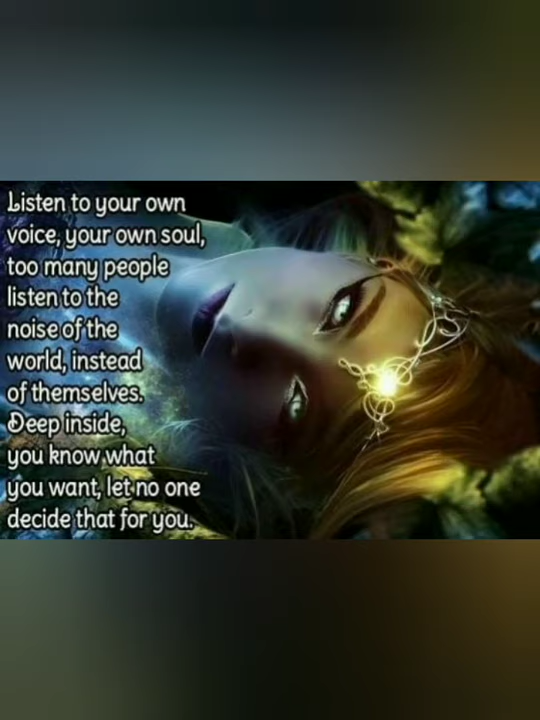 Listen to your own
voice, your own soul,
too many people
listen to the
noise of the
world, instead
of themselves.
Deep inside,
you know what
you want, let no one
decide that for you.